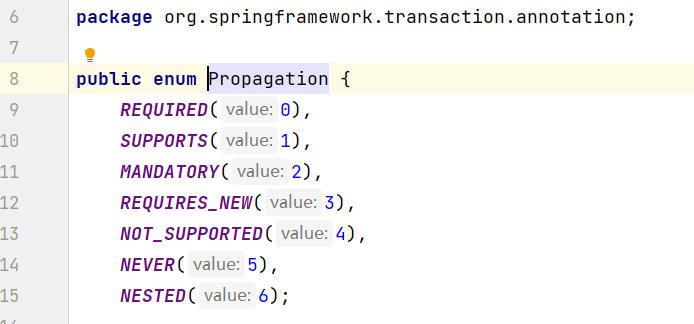 6 package org.springframework.transaction.annotation;
7
8 public enum Propagation {
9 REQUIRED( value: 0),
10 SUPPORTS( value: 1),
11 MANDATORY( value: 2),
12 REQUIRES_NEW( value: 3),
13 NOT_SUPPORTED( value: 4),
14 NEVER( value: 5),
15 NESTED( value: 6);